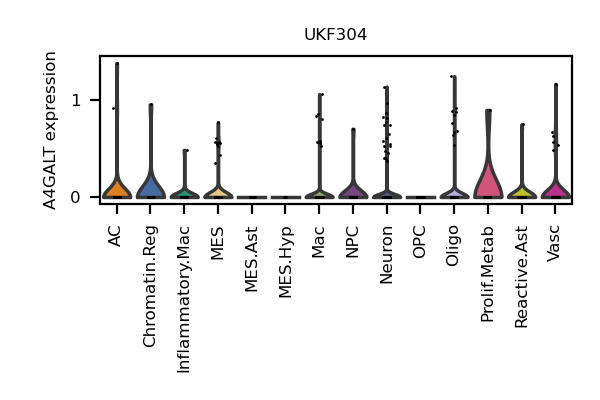 UKF304
A4GALT expression
1
0
AC
Chromatin.Reg
Inflammatory.Mac
MES
MES.Ast
MES.Hyp
Mac
NPC
Neuron
OPC
Oligo
Prolif.Metab
Reactive.Ast
Vasc